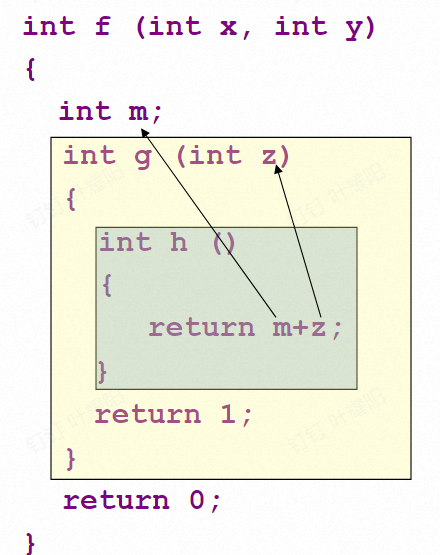 int f (int x, int y)
{
int m;
int g (int z)
{
int h ()
{
return m+z;
}
return 1;
}
return 0;
}